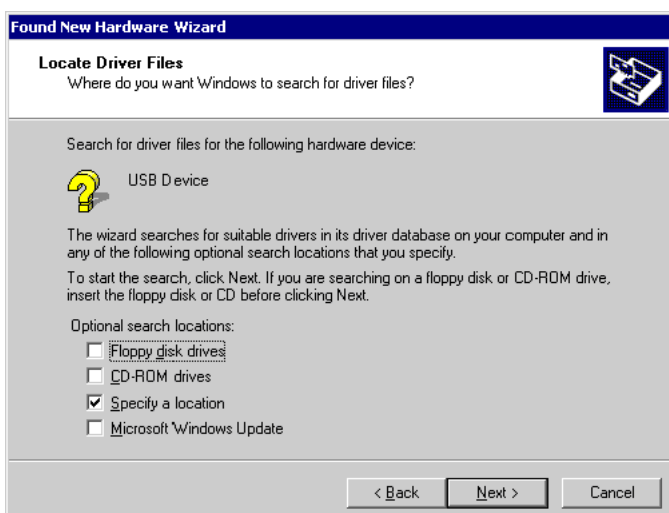 Found New Hardware Wizard
Locate Driver Files
Where do you want Windows to search for driver files?
Search for driver files for the following hardware device:
USB Device
The wizard searches for suitable drivers in its driver database on your computer and in
any of the following optional search locations that you specify.
To start the search, click Next. If you are searching on a floppy disk or CD-ROM drive,
insert the floppy disk or CD before clicking Next.
Optional search locations:
Floppy disk drives
CD-ROM drives
Specify a location
Microsoft Windows Update
< Back Next > Cancel